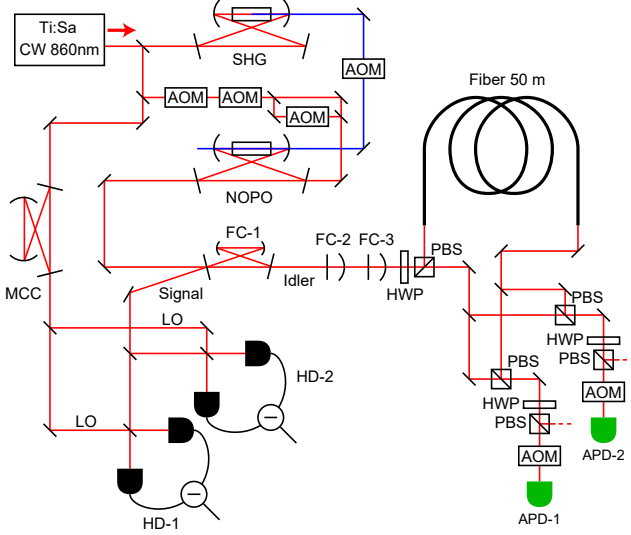 Ti:Sa
CW 860nm
SHG
AOM
AOM
AOM
AOM
Fiber 50 m
NOPO
FC-1
FC-2
FC-3
PBS
MCC
Signal
Idler
HWP
PBS
LO
HWP
PBS
PBS
HD-2
HWP
AOM
LO
PBS
APD-2
AOM
HD-1
APD-1